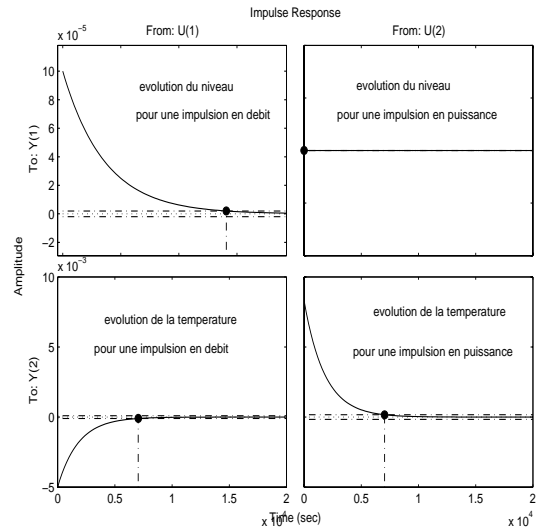 Impulse Response
From: U(1)
From: U(2)
x 10⁻⁵
10
8
6
4
2
0
−2
To: Y(1)
evolution du niveau
pour une impulsion en debit
evolution du niveau
pour une impulsion en puissance
Amplitude
x 10⁻³
10
5
0
−5
To: Y(2)
evolution de la temperature
pour une impulsion en debit
evolution de la temperature
pour une impulsion en puissance
0 0.5 1 1.5 2
x 10⁴
0 0.5 1 1.5 2
x 10⁴
Time (sec)